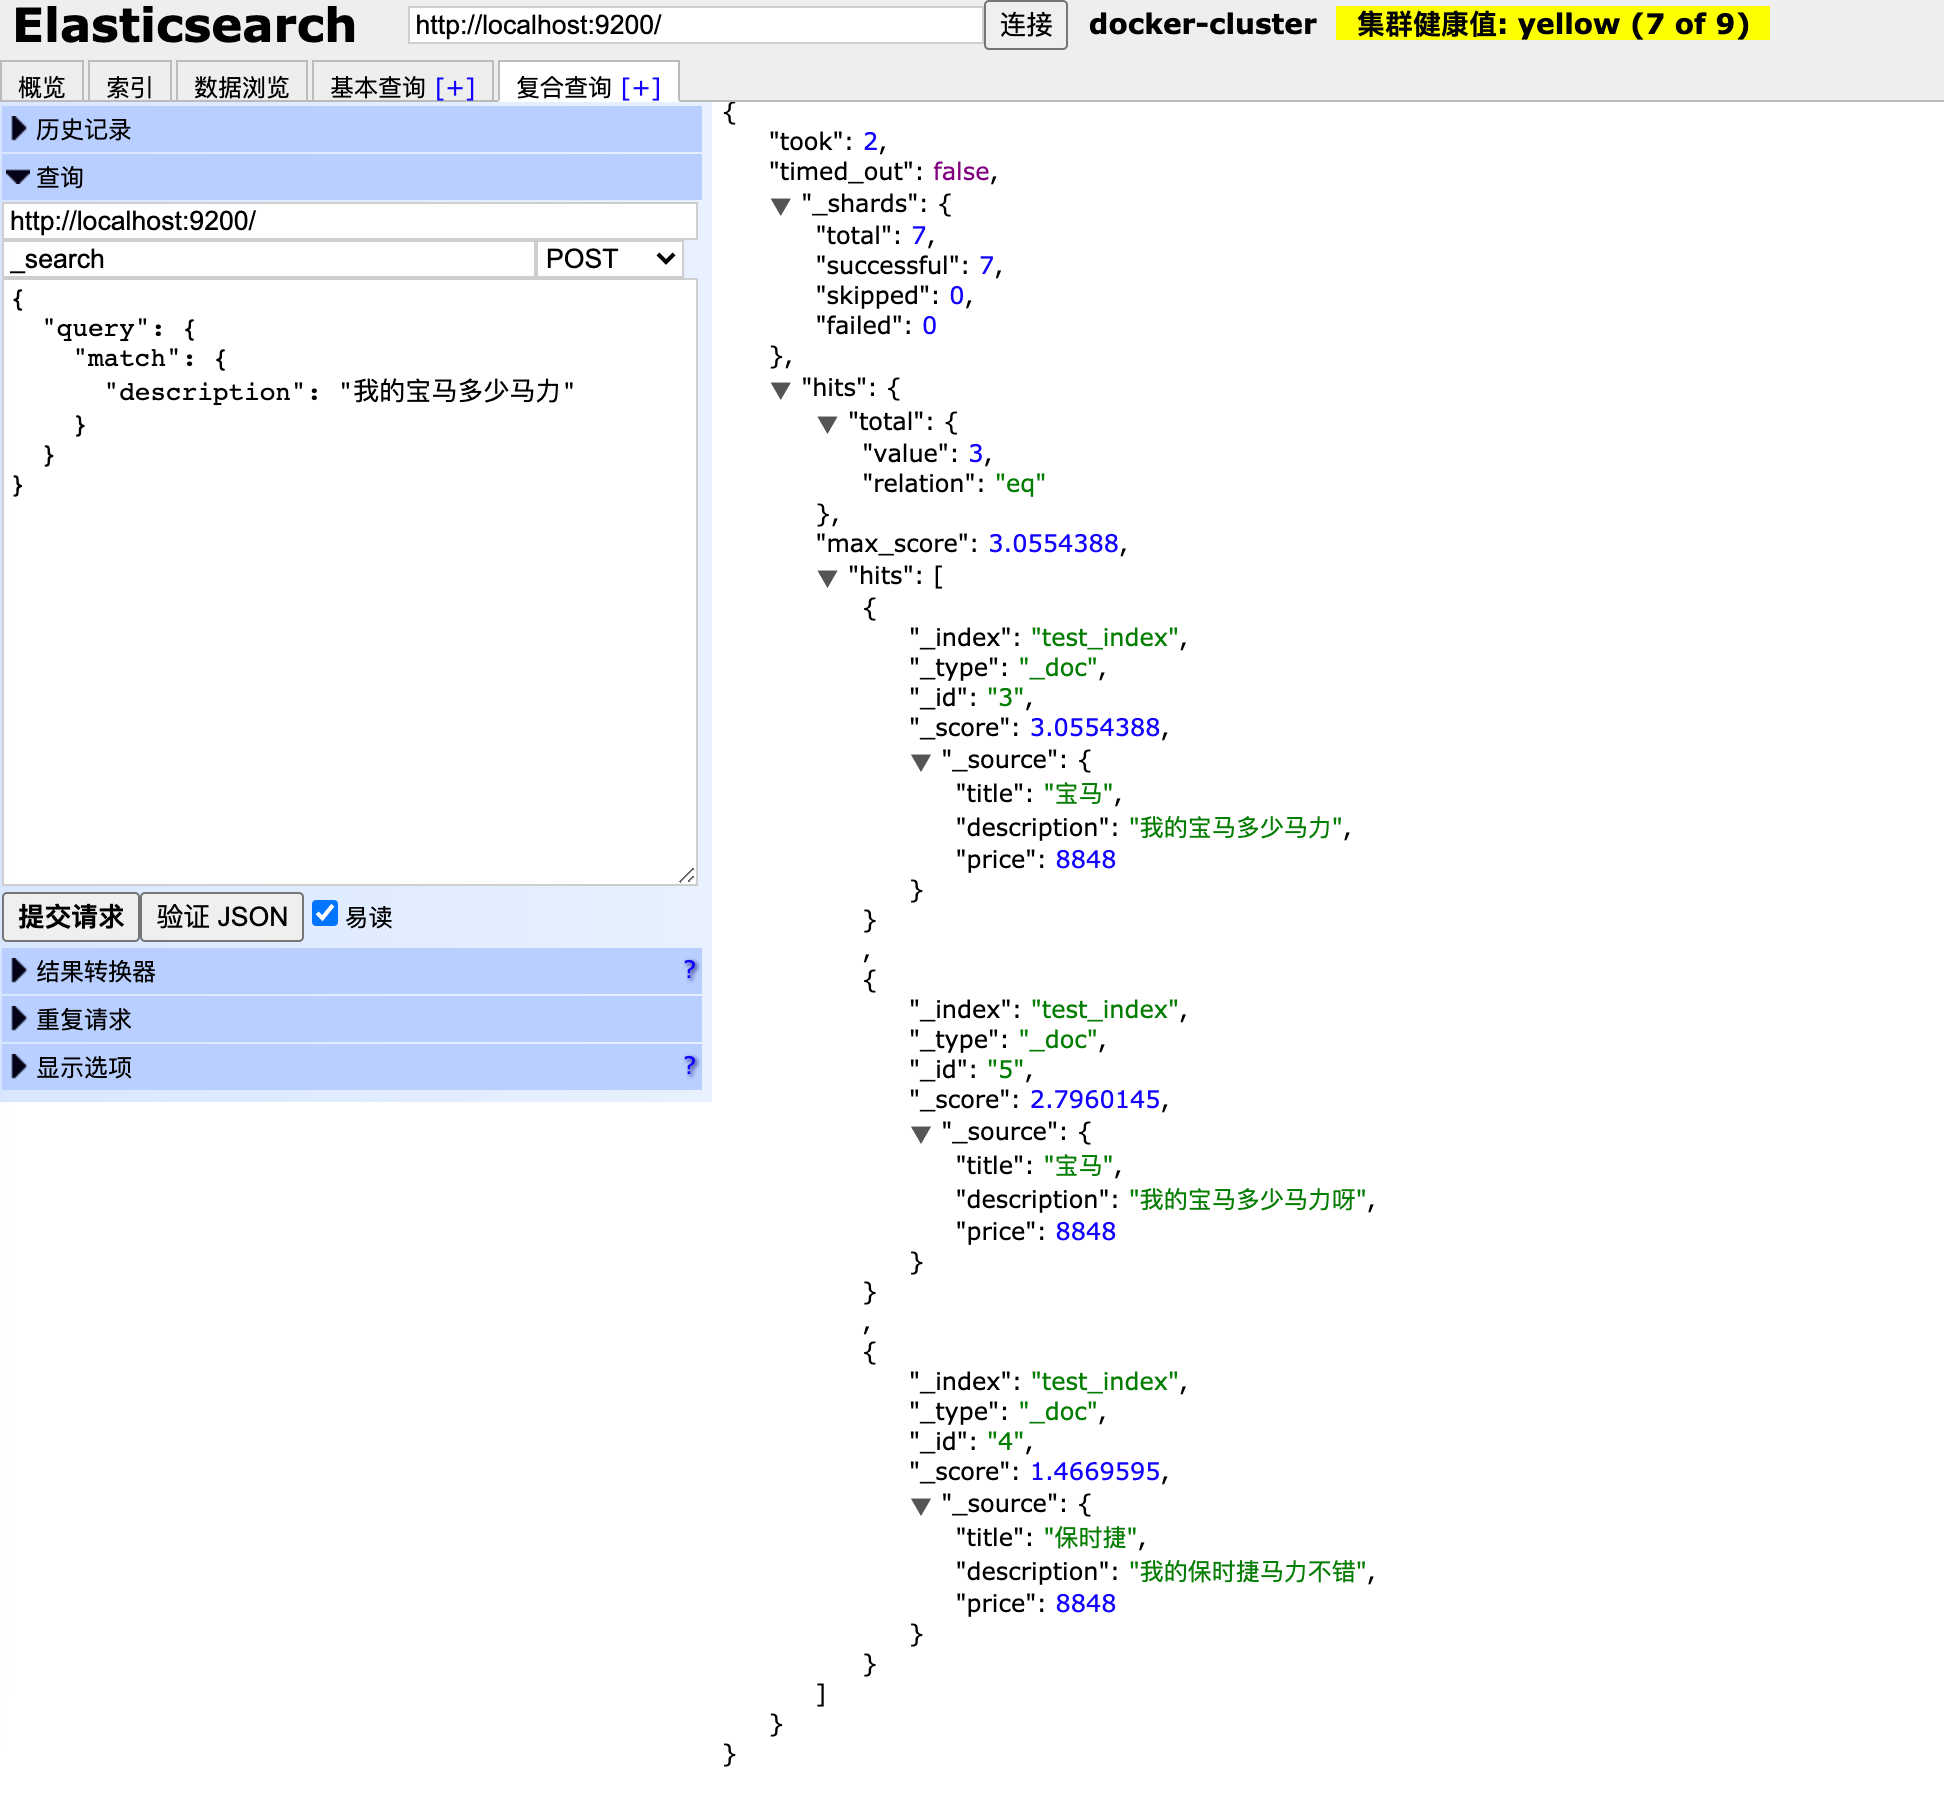 Elasticsearch http://localhost:9200/ 连接 docker-cluster 集群健康值: yellow (7 of 9)
概览 索引 数据浏览 基本查询 [+] 复合查询 [+]
历史记录
查询
http://localhost:9200/
_search POST
{
"query": {
"match": {
"description": "我的宝马多少马力"
}
}
}
提交请求 验证 JSON 易读
结果转换器 ?
重复请求
显示选项 ?
{
"took": 2,
"timed_out": false,
"_shards": {
"total": 7,
"successful": 7,
"skipped": 0,
"failed": 0
},
"hits": {
"total": {
"value": 3,
"relation": "eq"
},
"max_score": 3.0554388,
"hits": [
{
"_index": "test_index",
"_type": "_doc",
"_id": "3",
"_score": 3.0554388,
"_source": {
"title": "宝马",
"description": "我的宝马多少马力",
"price": 8848
}
}
,
{
"_index": "test_index",
"_type": "_doc",
"_id": "5",
"_score": 2.7960145,
"_source": {
"title": "宝马",
"description": "我的宝马多少马力呀",
"price": 8848
}
}
,
{
"_index": "test_index",
"_type": "_doc",
"_id": "4",
"_score": 1.4669595,
"_source": {
"title": "保时捷",
"description": "我的保时捷马力不错",
"price": 8848
}
}
]
}
}